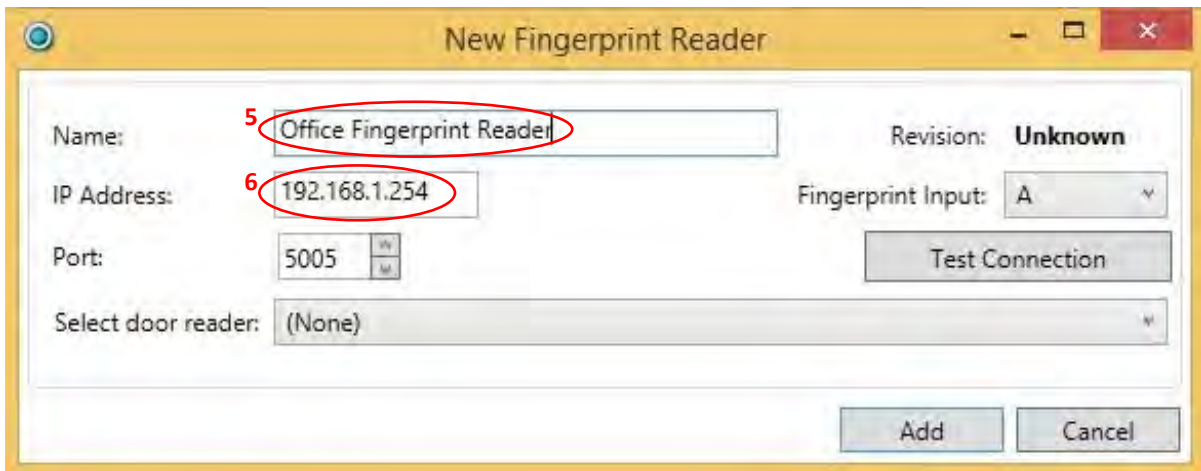 New Fingerprint Reader
5
Name: Office Fingerprint Reader Revision: Unknown
6
IP Address: 192.168.1.254 Fingerprint Input: A
Port: 5005 Test Connection
Select door reader: (None)
Add Cancel